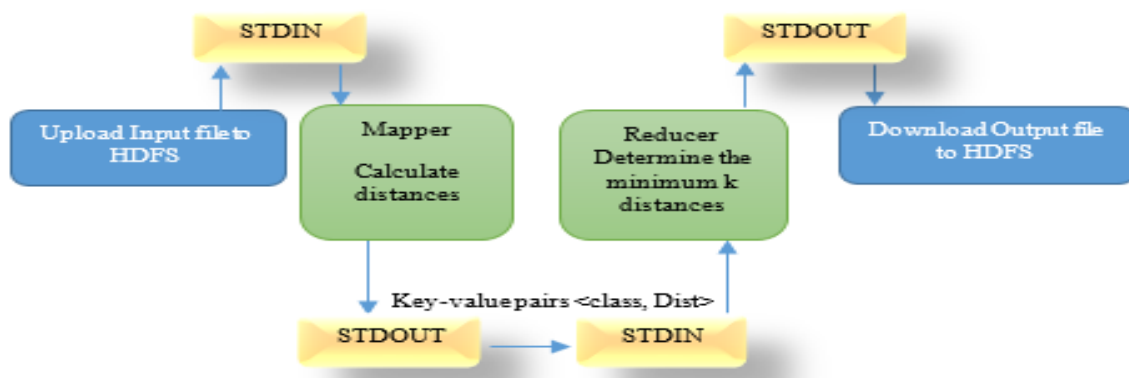 STDIN
Upload Input file to
HDFS
Mapper
Calculate
distances
Key-value pairs <class, Dist>
STDOUT
STDIN
Reducer
Determine the
minimum k
distances
STDOUT
Download Output file
to HDFS